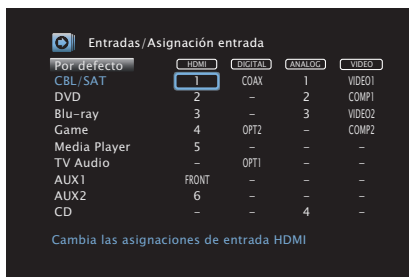 Entradas/Asignación entrada
Por defecto HDMI DIGITAL ANALOG VIDEO
CBL/SAT 1 COAX 1 VIDEO1
DVD 2 – 2 COMP1
Blu-ray 3 – 3 VIDEO2
Game 4 OPT2 – COMP2
Media Player 5 – – –
TV Audio – OPT1 – –
AUX1 FRONT – – –
AUX2 6 – – –
CD – – 4 –
Cambia las asignaciones de entrada HDMI